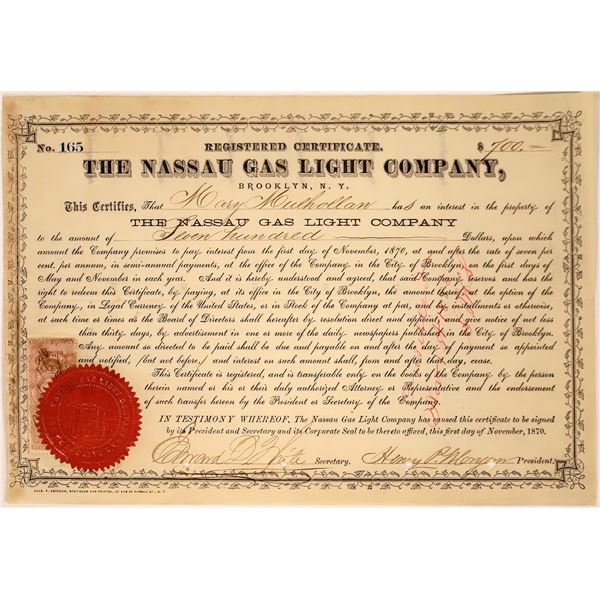 No. 165 REGISTERED CERTIFICATE. $700.—
THE NASSAU GAS LIGHT COMPANY,
BROOKLYN, N. Y.
This Certifies, That Mary Mulhollan has an interest in the property of
THE NASSAU GAS LIGHT COMPANY
to the amount of Seven hundred Dollars, upon which
amount the Company promises to pay interest from the first day of November, 1870, at and after the rate of seven per
cent. per annum, in semi-annual payments, at the office of the Company in the City of Brooklyn on the first days of
May and November in each year. And it is hereby understood and agreed, that said Company reserves and has the
right to redeem this Certificate, by paying, at its office in the City of Brooklyn, the amount thereof, at the option of the
Company, in Legal Currency of the United States, or in Stock of the Company at par, and by installments or otherwise,
at such time or times as the Board of Directors shall hereafter by resolution direct and appoint, and give notice of not less
than thirty days, by advertisement in one or more of the daily newspapers published in the City of Brooklyn.
Any amount so directed to be paid shall be due and payable on and after the day of payment so appointed
and notified, (but not before,) and interest on such amount shall, from and after that day, cease.
This Certificate is registered, and is transferable only on the books of the Company by the person
therein named or his or their duly authorized Attorney or Representative and the endorsement
of such transfer hereon by the President or Secretary of the Company.
IN TESTIMONY WHEREOF, The Nassau Gas Light Company has caused this certificate to be signed
by its President and Secretary and its Corporate Seal to be thereto affixed, this first day of November, 1870.
Secretary, Henry P. Morgan President.